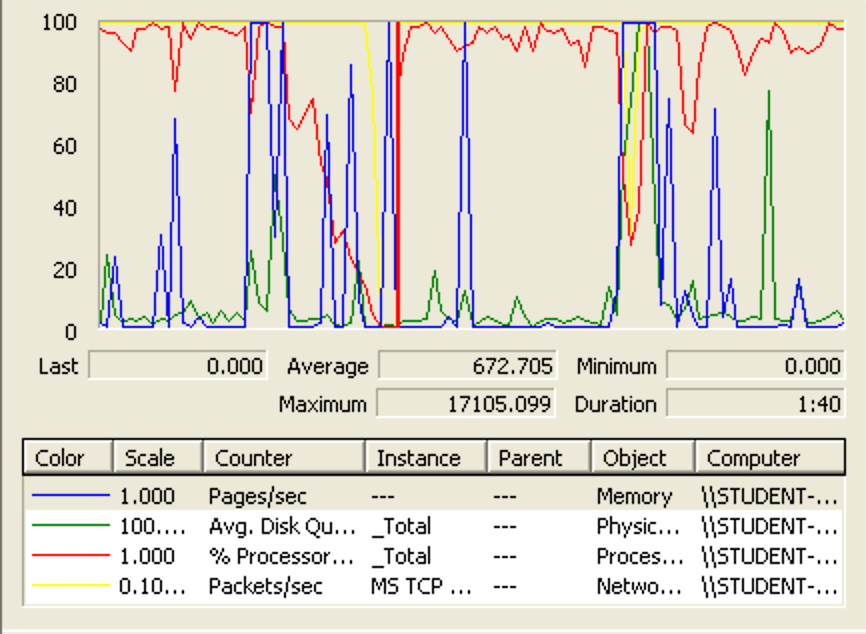 100
80
60
40
20
0
Last 0.000 Average 672.705 Minimum 0.000
Maximum 17105.099 Duration 1:40
Color Scale Counter Instance Parent Object Computer
1.000 Pages/sec --- --- Memory \\STUDENT-...
100.... Avg. Disk Qu... _Total --- Physic... \\STUDENT-...
1.000 % Processor... _Total --- Proces... \\STUDENT-...
0.10... Packets/sec MS TCP ... --- Netwo... \\STUDENT-...